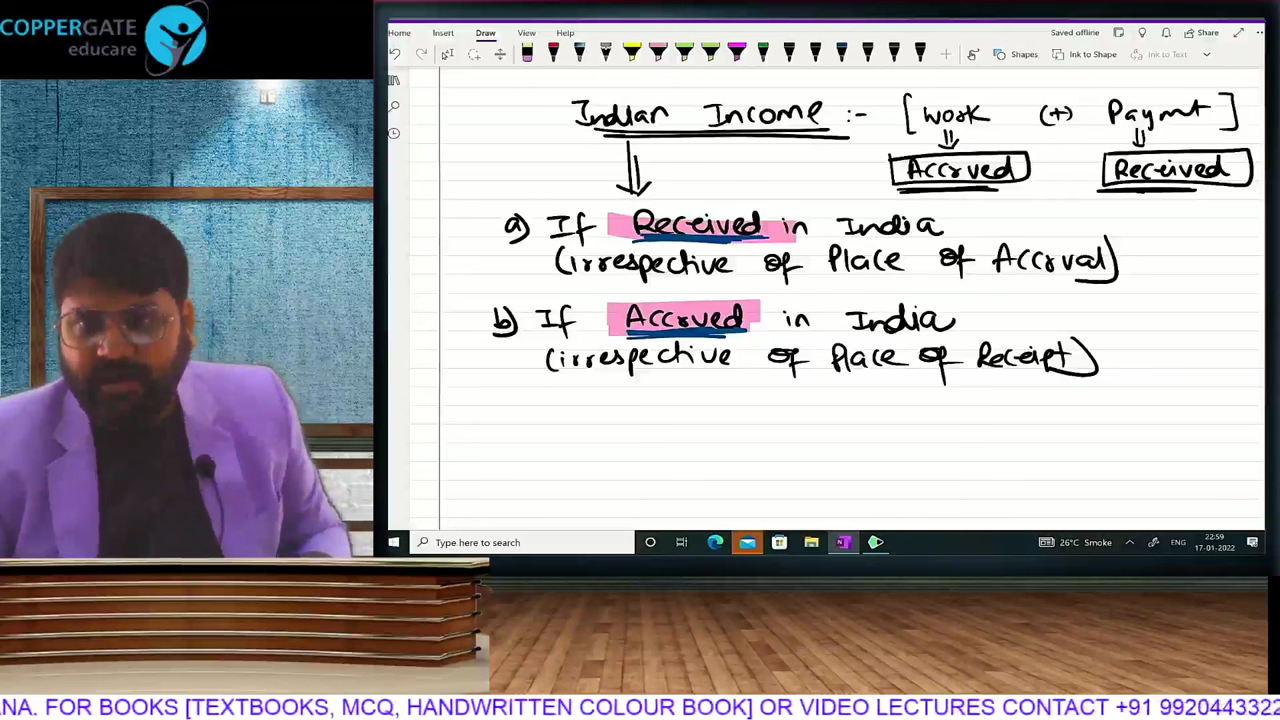 COPPERGATE
educare
Home Insert Draw View Help
Saved offline Share
Shapes Ink to Shape Ink to Text
Indian Income :- [Work (+) Paymt]
Accrued Received
a) If Received in India
(irrespective of Place of Accrual)
b) If Accrued in India
(irrespective of Place of Receipt)
Type here to search
26°C Smoke ENG 22:59
17-01-2022
ANA. FOR BOOKS [TEXTBOOKS, MCQ, HANDWRITTEN COLOUR BOOK] OR VIDEO LECTURES CONTACT +91 9920443322